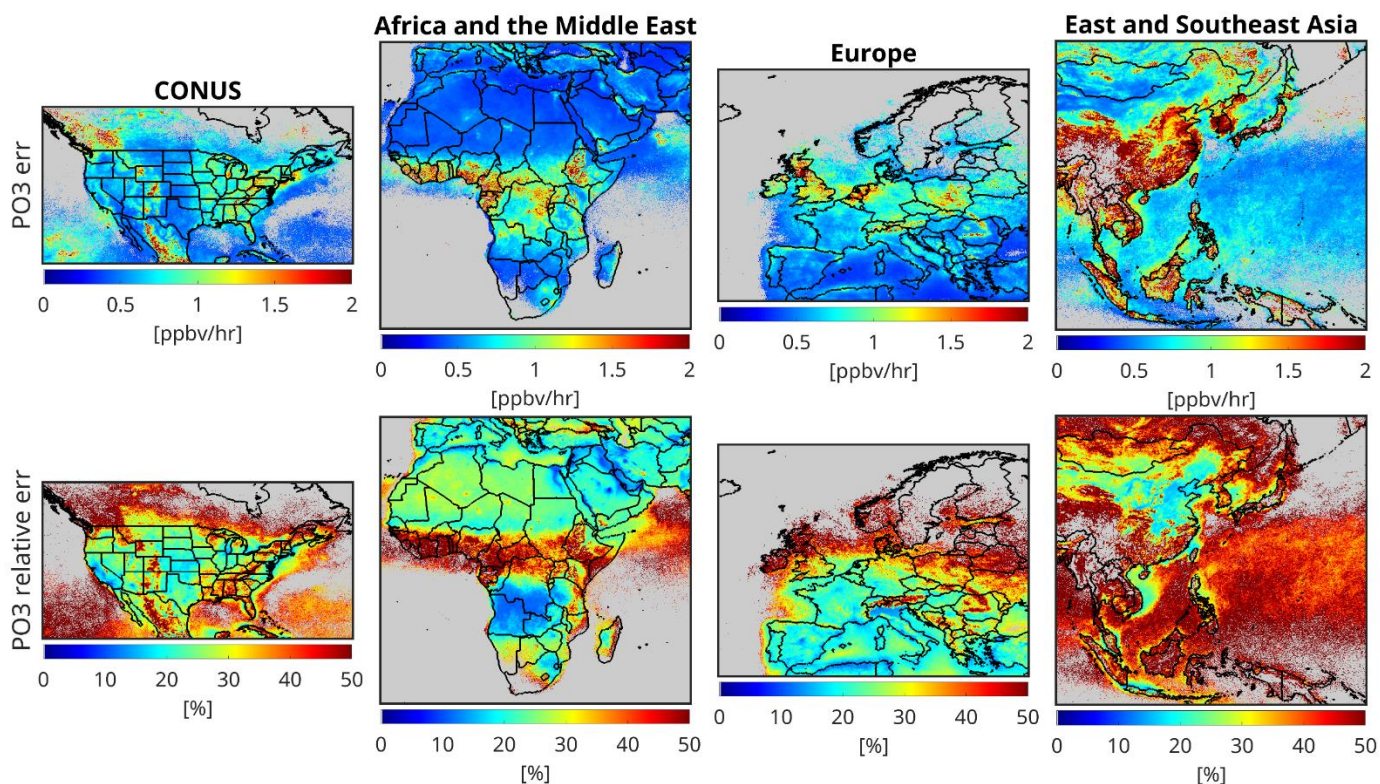 CONUS
Africa and the Middle East
Europe
East and Southeast Asia
PO3 err
0 0.5 1 1.5 2
[ppbv/hr]
0 0.5 1 1.5 2
[ppbv/hr]
0 0.5 1 1.5 2
[ppbv/hr]
0 0.5 1 1.5 2
[ppbv/hr]
PO3 relative err
0 10 20 30 40 50
[%]
0 10 20 30 40 50
[%]
0 10 20 30 40 50
[%]
0 10 20 30 40 50
[%]